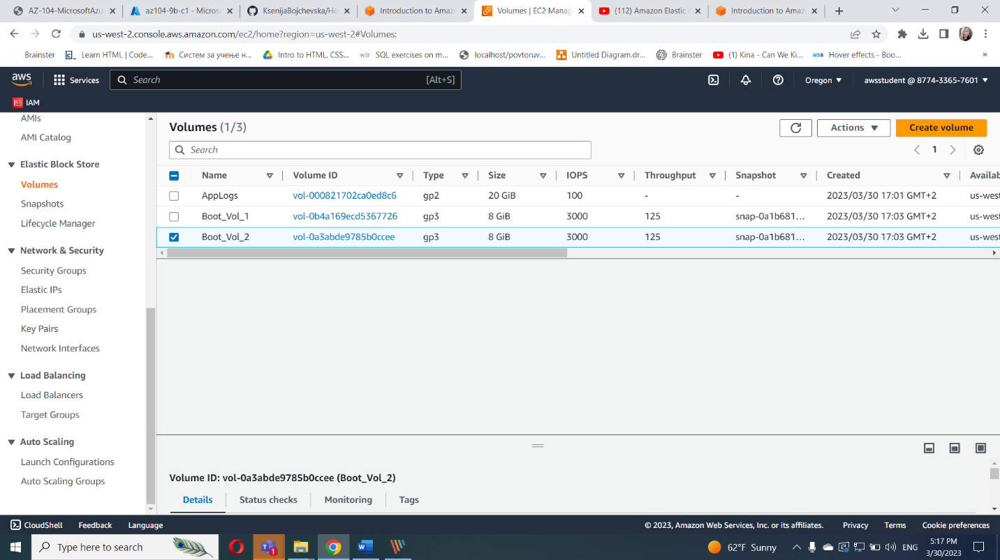 AZ-104-MicrosoftAzu
az104-9b-c1 - Micros
KsenijaBojchevska/Ho
Introduction to Amaz
Volumes | EC2 Manag
(112) Amazon Elastic
Introduction to Amaz
us-west-2.console.aws.amazon.com/ec2/home?region=us-west-2#Volumes:
Brainster
Learn HTML | Code...
Систем за учење н...
Intro to HTML, CSS...
w3r SQL exercises on m...
localhost/povtoruv...
Untitled Diagram.dr...
Brainster
(1) Kina - Can We Ki...
MDB Hover effects - Boo...
»
aws
Services
Search [Alt+S]
Oregon
awsstudent @ 8774-3365-7601
IAM
AMIs
AMI Catalog
Elastic Block Store
Volumes
Snapshots
Lifecycle Manager
Network & Security
Security Groups
Elastic IPs
Placement Groups
Key Pairs
Network Interfaces
Load Balancing
Load Balancers
Target Groups
Auto Scaling
Launch Configurations
Auto Scaling Groups
Volumes (1/3)
Actions
Create volume
Search
1
Name Volume ID Type Size IOPS Throughput Snapshot Created Availab
AppLogs vol-000821702ca0ed8c6 gp2 20 GiB 100 - - 2023/03/30 17:01 GMT+2 us-west
Boot_Vol_1 vol-0b4a169ecd5367726 gp3 8 GiB 3000 125 snap-0a1b681... 2023/03/30 17:03 GMT+2 us-west
Boot_Vol_2 vol-0a3abde9785b0ccee gp3 8 GiB 3000 125 snap-0a1b681... 2023/03/30 17:03 GMT+2 us-west
Volume ID: vol-0a3abde9785b0ccee (Boot_Vol_2)
Details Status checks Monitoring Tags
CloudShell Feedback Language
© 2023, Amazon Web Services, Inc. or its affiliates. Privacy Terms Cookie preferences
Type here to search
1
62°F Sunny
ENG
5:17 PM
3/30/2023